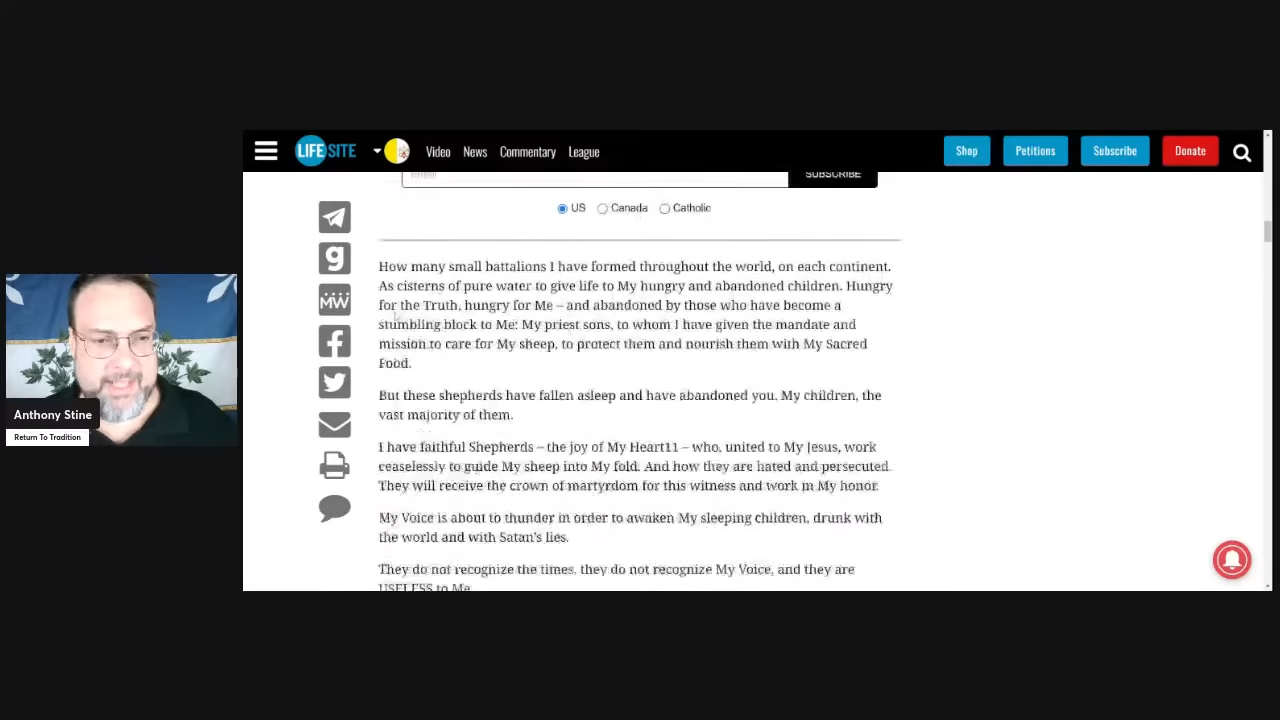 LIFE SITE
Video News Commentary League
Shop Petitions Subscribe Donate
Email SUBSCRIBE
US Canada Catholic
g
MW
How many small battalions I have formed throughout the world, on each continent.
As cisterns of pure water to give life to My hungry and abandoned children. Hungry
for the Truth, hungry for Me – and abandoned by those who have become a
stumbling block to Me: My priest sons, to whom I have given the mandate and
mission to care for My sheep, to protect them and nourish them with My Sacred
Food.
But these shepherds have fallen asleep and have abandoned you, My children, the
vast majority of them.
I have faithful Shepherds – the joy of My Heart11 – who, united to My Jesus, work
ceaselessly to guide My sheep into My fold. And how they are hated and persecuted.
They will receive the crown of martyrdom for this witness and work in My honor.
My Voice is about to thunder in order to awaken My sleeping children, drunk with
the world and with Satan's lies.
They do not recognize the times, they do not recognize My Voice, and they are
USELESS to Me.
Anthony Stine
Return To Tradition